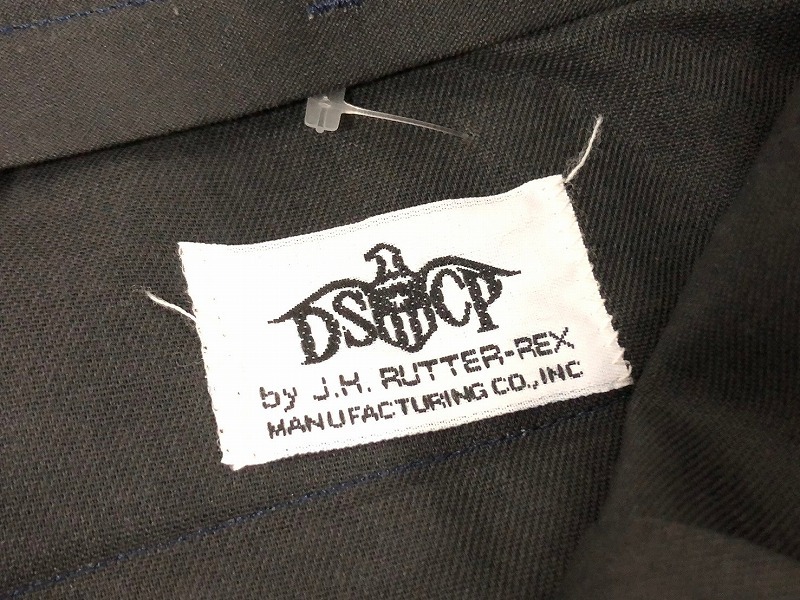 DSCP
by J.H. RUTTER-REX
MANUFACTURING CO., INC